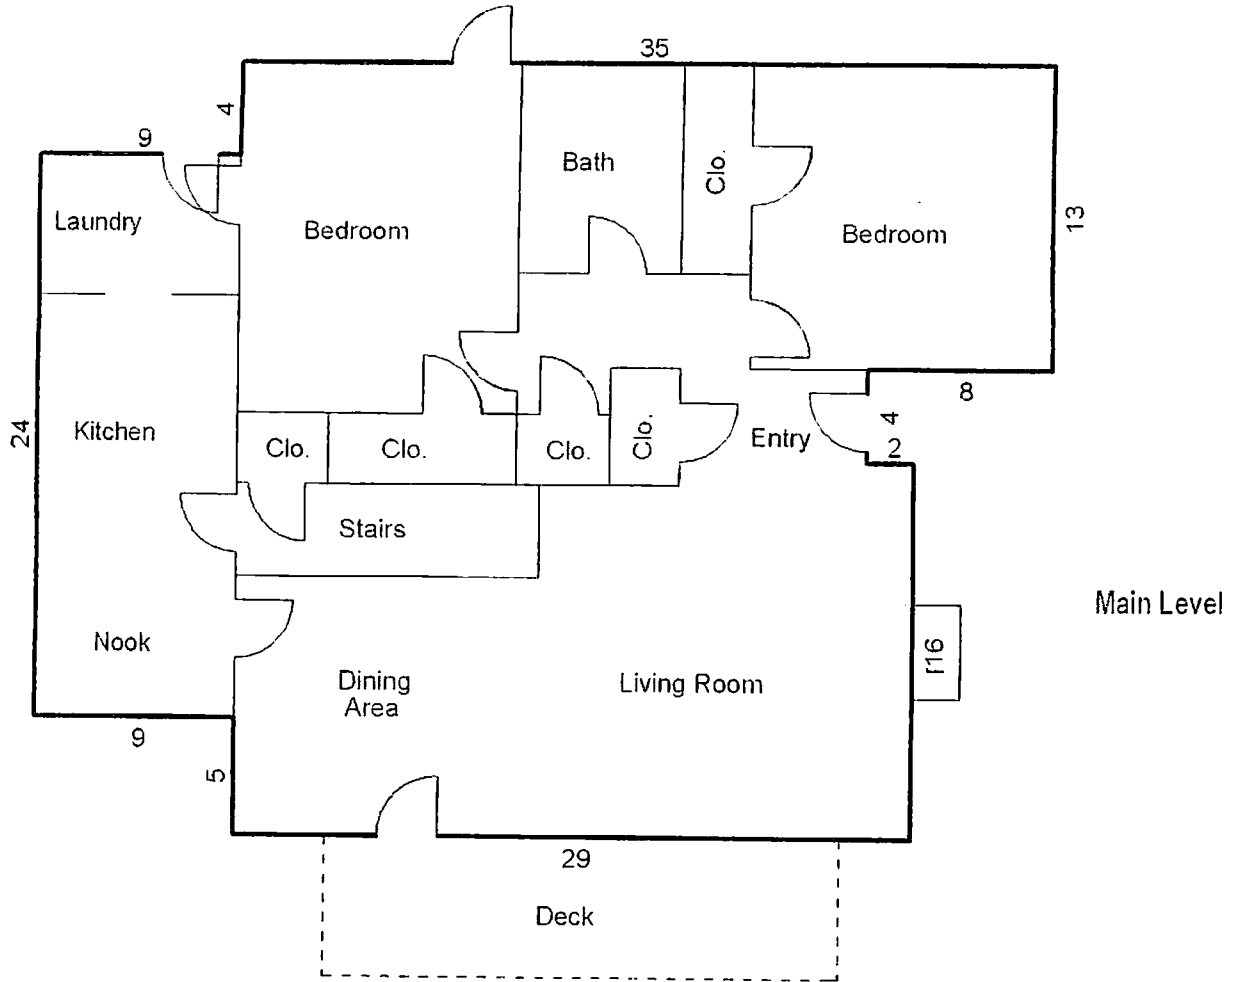 35
4
9
Bath
Clo.
Laundry
Bedroom
Bedroom
13
8
24
Kitchen
Clo.
Clo.
Clo.
Clo.
Entry
4
2
Stairs
Main Level
Nook
Dining
Area
Living Room
f16
9
5
29
Deck